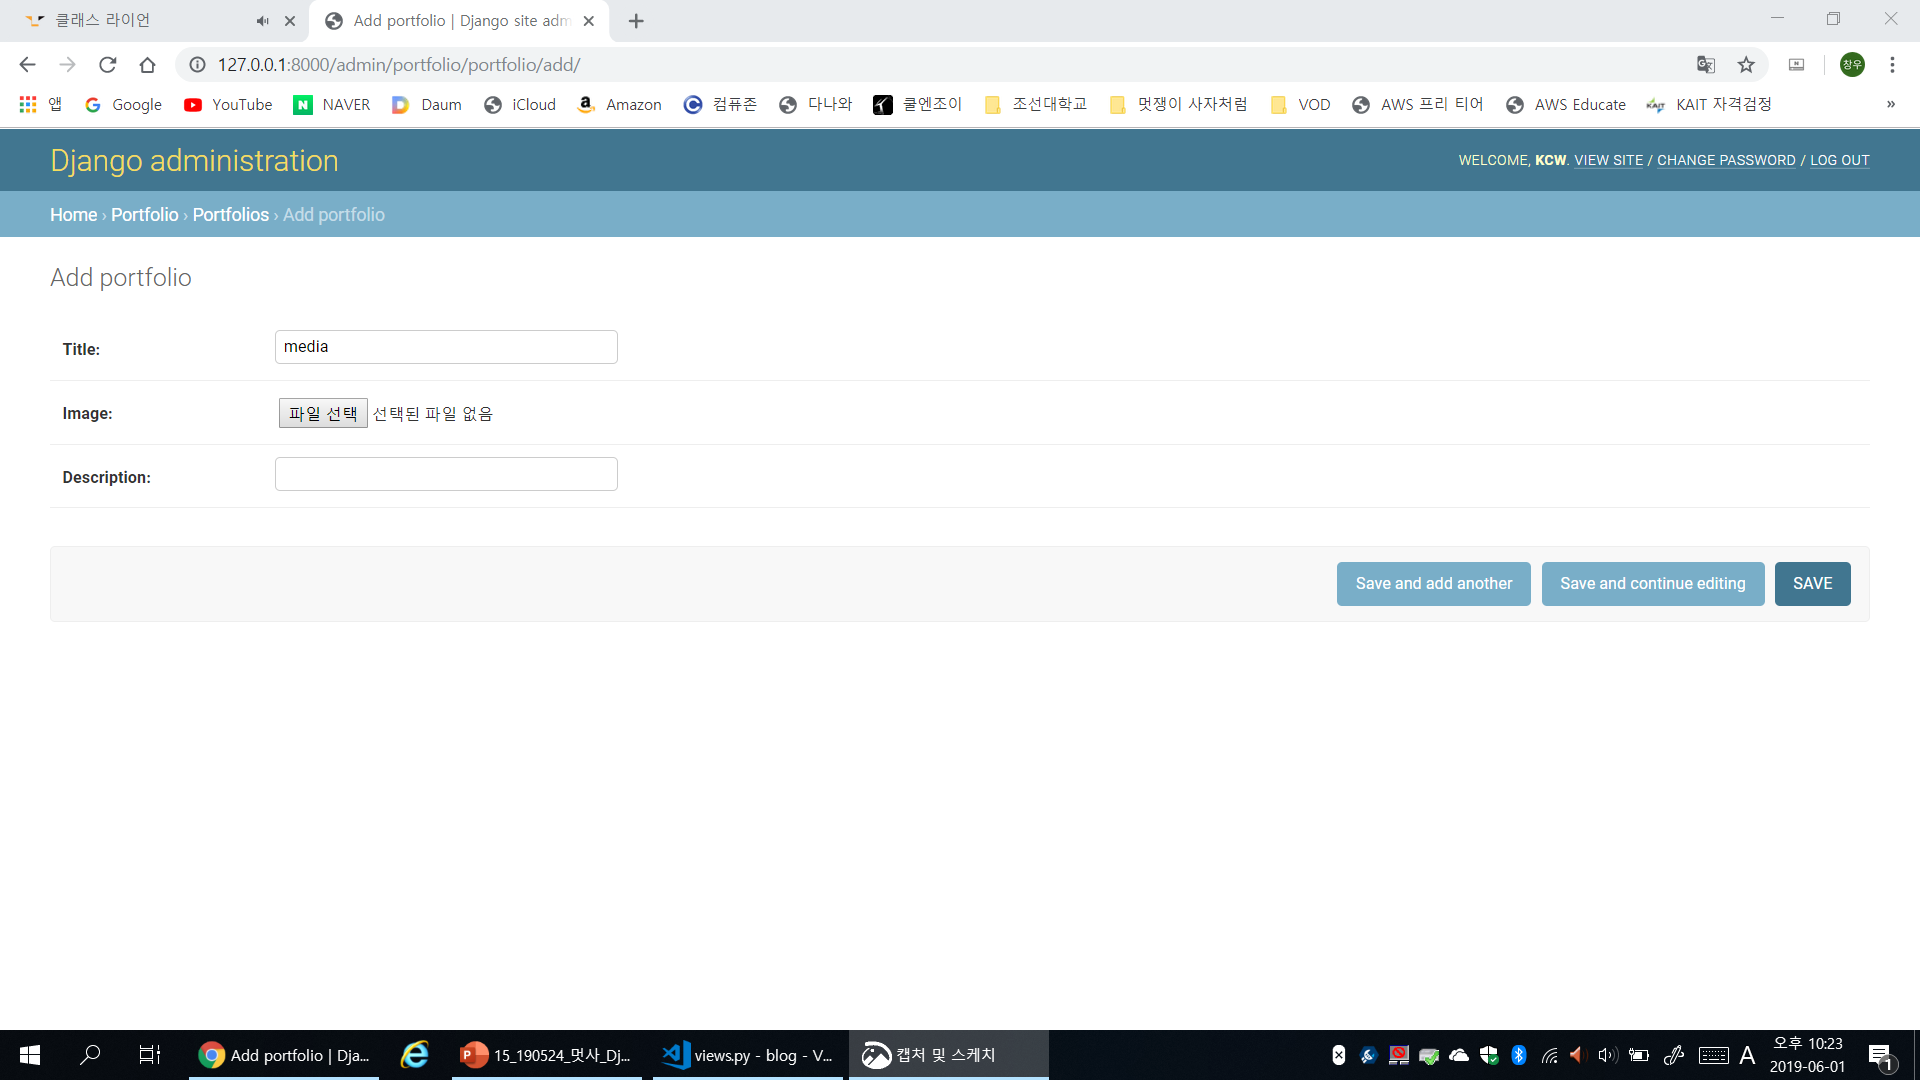 클래스 라이언
Add portfolio | Django site adm
127.0.0.1:8000/admin/portfolio/portfolio/add/
창우
앱 Google YouTube NAVER Daum iCloud Amazon 컴퓨존 다나와 쿨엔조이 조선대학교 멋쟁이 사자처럼 VOD AWS 프리 티어 AWS Educate KAIT 자격검정 »
Django administration
WELCOME, KCW. VIEW SITE / CHANGE PASSWORD / LOG OUT
Home › Portfolio › Portfolios › Add portfolio
Add portfolio
Title: media
Image: 파일 선택 선택된 파일 없음
Description:
Save and add another Save and continue editing SAVE
Add portfolio | Dja... 15_190524_멋사_Dj... views.py - blog - V... 캡처 및 스케치
A
오후 10:23
2019-06-01
1